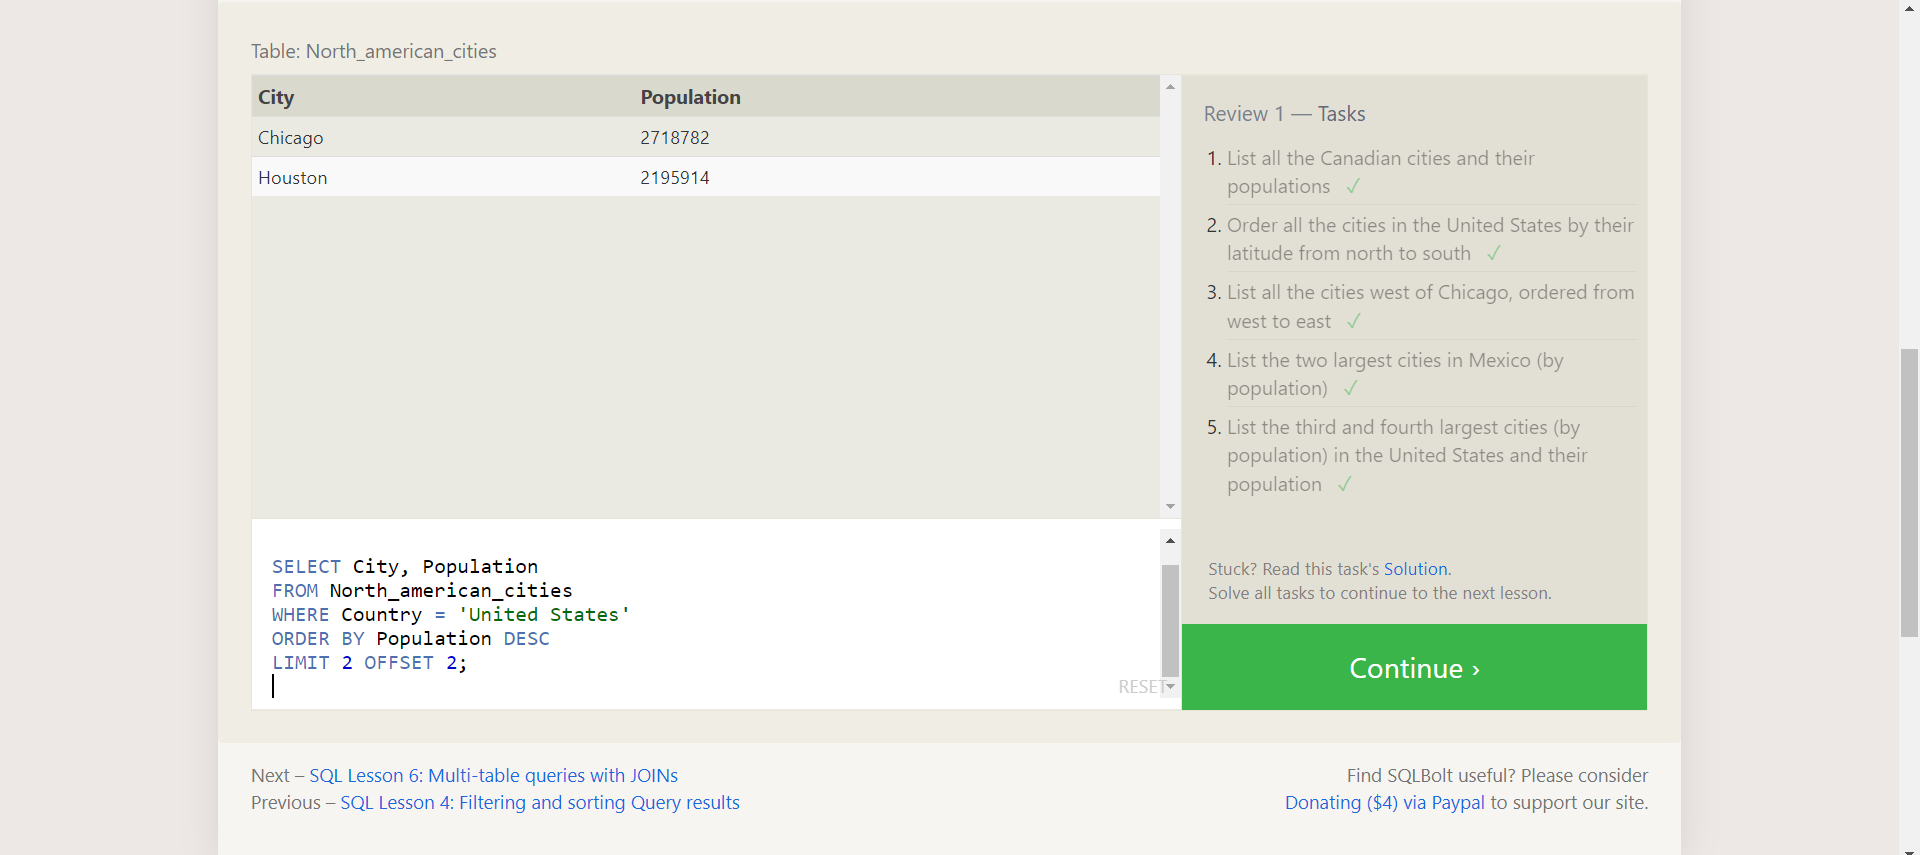 Table: North_american_cities
City Population
Chicago 2718782
Houston 2195914
SELECT City, Population
FROM North_american_cities
WHERE Country = 'United States'
ORDER BY Population DESC
LIMIT 2 OFFSET 2;
RESET
Review 1 — Tasks
1. List all the Canadian cities and their
populations ✓
2. Order all the cities in the United States by their
latitude from north to south ✓
3. List all the cities west of Chicago, ordered from
west to east ✓
4. List the two largest cities in Mexico (by
population) ✓
5. List the third and fourth largest cities (by
population) in the United States and their
population ✓
Stuck? Read this task's Solution.
Solve all tasks to continue to the next lesson.
Continue ›
Next – SQL Lesson 6: Multi-table queries with JOINs
Previous – SQL Lesson 4: Filtering and sorting Query results
Find SQLBolt useful? Please consider
Donating ($4) via Paypal to support our site.